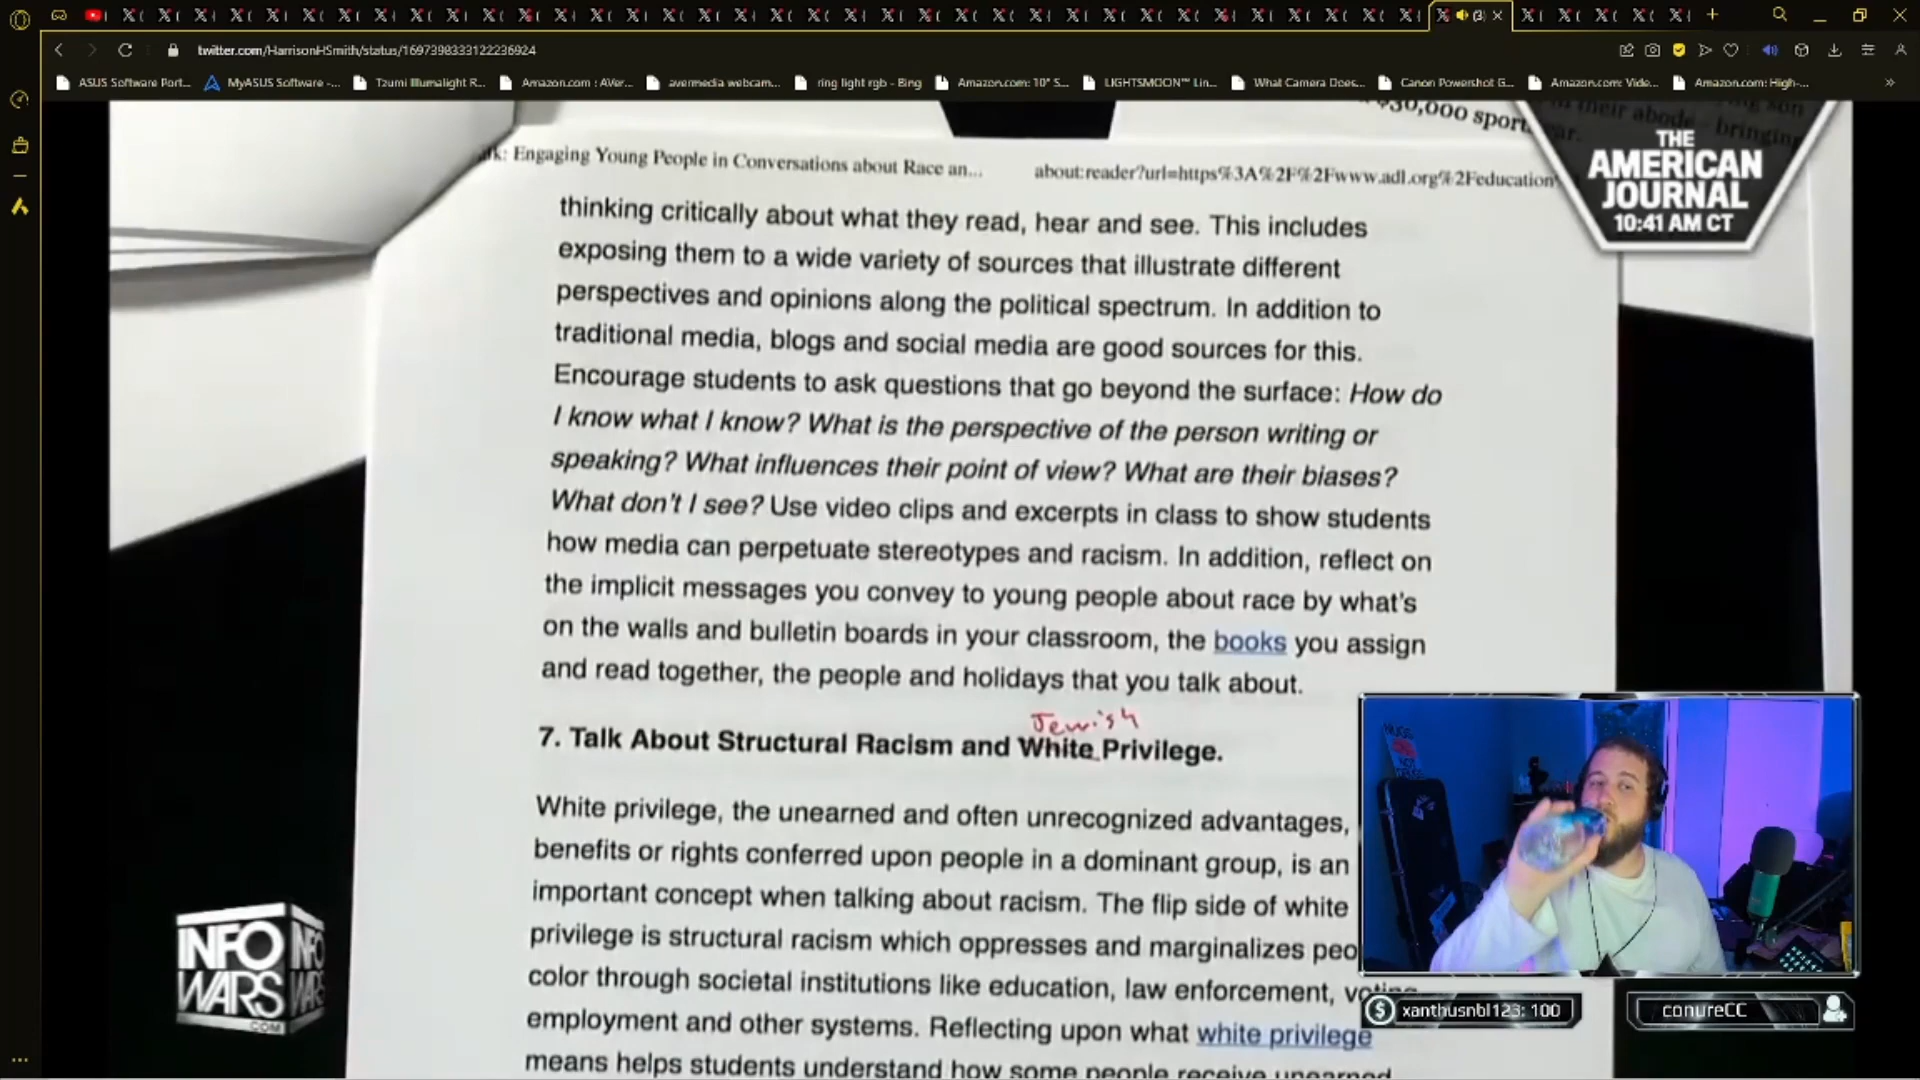 (3)
twitter.com/HarrisonHSmith/status/1697398333122236924
ASUS Software Port... MyASUS Software -... Tzumi Illumalight R... Amazon.com : AVer... avermedia webcam... ring light rgb - Bing Amazon.com: 10" S... LIGHTSMOON™ Lin... What Camera Does... Canon Powershot G... Amazon.com: Vide... Amazon.com: High-...
$30,000 sport
their abode - bringing
son
THE
AMERICAN
JOURNAL
10:41 AM CT
Engaging Young People in Conversations about Race an... about:reader?url=https%3A%2F%2Fwww.adl.org%2Feducation
thinking critically about what they read, hear and see. This includes
exposing them to a wide variety of sources that illustrate different
perspectives and opinions along the political spectrum. In addition to
traditional media, blogs and social media are good sources for this.
Encourage students to ask questions that go beyond the surface: How do
I know what I know? What is the perspective of the person writing or
speaking? What influences their point of view? What are their biases?
What don't I see? Use video clips and excerpts in class to show students
how media can perpetuate stereotypes and racism. In addition, reflect on
the implicit messages you convey to young people about race by what's
on the walls and bulletin boards in your classroom, the books you assign
and read together, the people and holidays that you talk about.
Jewish
7. Talk About Structural Racism and White Privilege.
White privilege, the unearned and often unrecognized advantages,
benefits or rights conferred upon people in a dominant group, is an
important concept when talking about racism. The flip side of white
privilege is structural racism which oppresses and marginalizes peo
color through societal institutions like education, law enforcement, voting
employment and other systems. Reflecting upon what white privilege
means helps students understand how some people receive unearned
INFO
WARS
.COM
INFO
WARS
xanthusnbl123: 100
conureCC